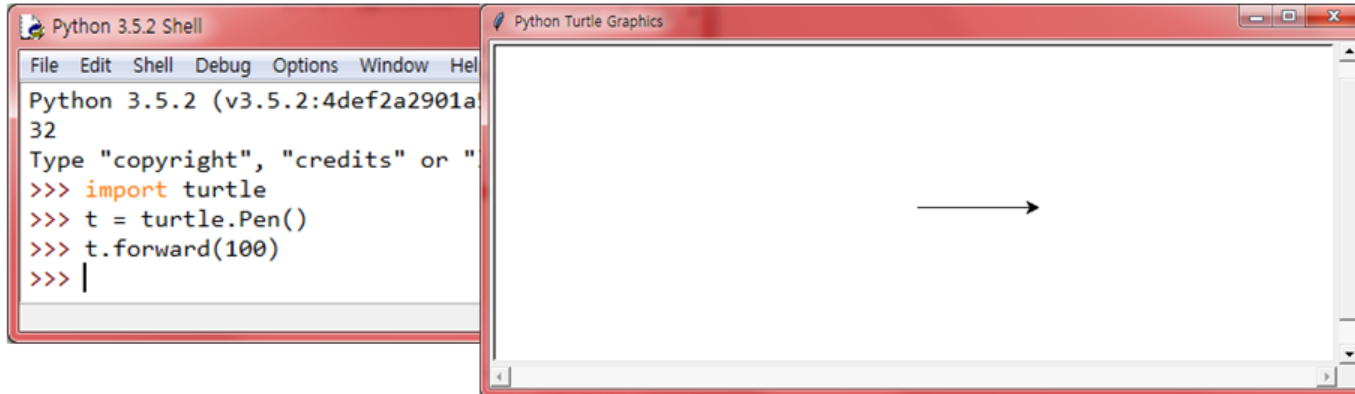 Python 3.5.2 Shell
File Edit Shell Debug Options Window Hel
Python 3.5.2 (v3.5.2:4def2a2901a
32
Type "copyright", "credits" or "
>>> import turtle
>>> t = turtle.Pen()
>>> t.forward(100)
>>>
Python Turtle Graphics